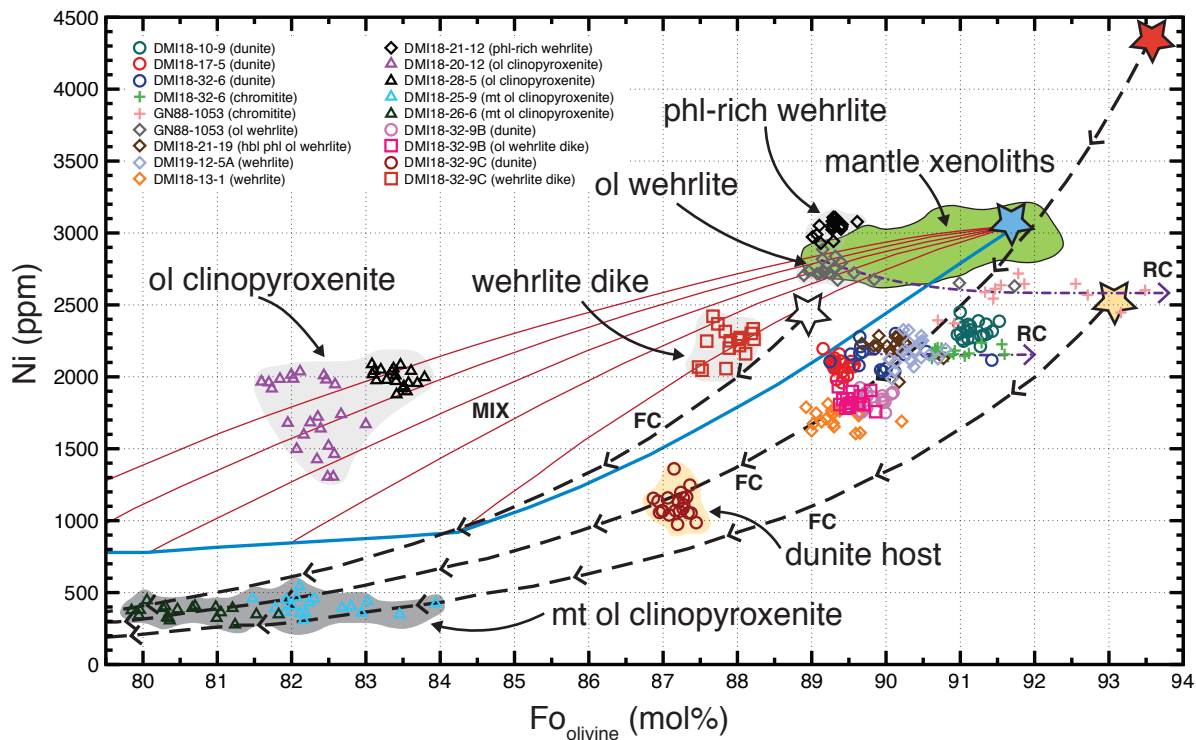 4500
4000
3500
3000
2500
2000
1500
1000
500
0
Ni (ppm)
DMI18-10-9 (dunite)
DMI18-17-5 (dunite)
DMI18-32-6 (dunite)
DMI18-32-6 (chromitite)
GN88-1053 (chromitite)
GN88-1053 (ol wehrlite)
DMI18-21-19 (hbl phl ol wehrlite)
DMI19-12-5A (wehrlite)
DMI18-13-1 (wehrlite)
DMI18-21-12 (phl-rich wehrlite)
DMI18-20-12 (ol clinopyroxenite)
DMI18-28-5 (ol clinopyroxenite)
DMI18-25-9 (mt ol clinopyroxenite)
DMI18-26-6 (mt ol clinopyroxenite)
DMI18-32-9B (dunite)
DMI18-32-9B (ol wehrlite dike)
DMI18-32-9C (dunite)
DMI18-32-9C (wehrlite dike)
phl-rich wehrlite
mantle xenoliths
ol wehrlite
ol clinopyroxenite
wehrlite dike
RC
RC
MIX
FC
FC
FC
dunite host
mt ol clinopyroxenite
80 81 82 83 84 85 86 87 88 89 90 91 92 93 94
Fo olivine (mol%)